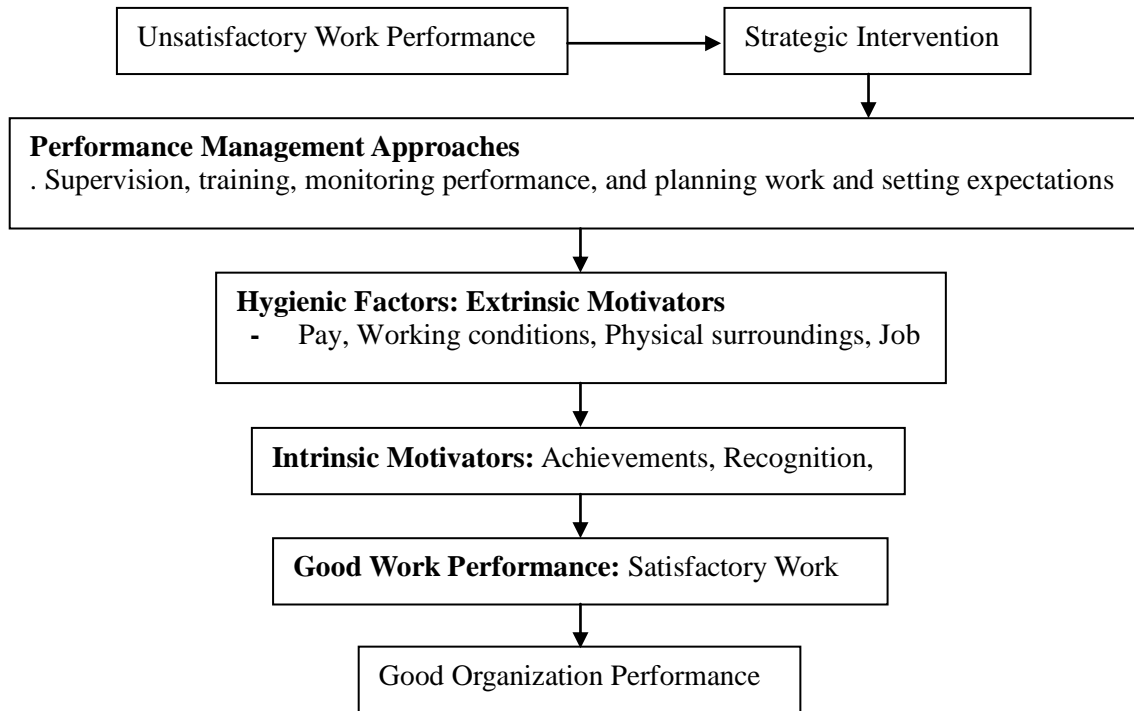 Unsatisfactory Work Performance
Strategic Intervention
Performance Management Approaches
. Supervision, training, monitoring performance, and planning work and setting expectations
Hygienic Factors: Extrinsic Motivators
- Pay, Working conditions, Physical surroundings, Job
Intrinsic Motivators: Achievements, Recognition,
Good Work Performance: Satisfactory Work
Good Organization Performance